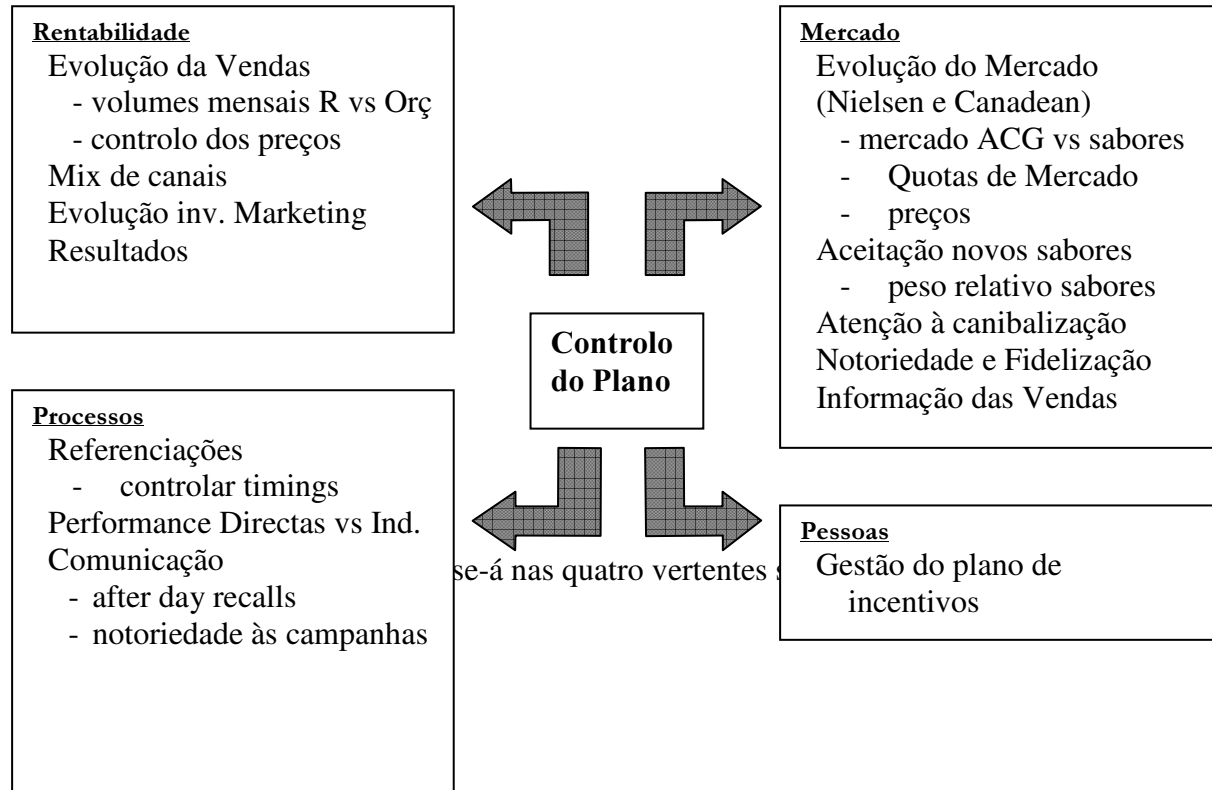 Rentabilidade
Evolução da Vendas
- volumes mensais R vs Orç
- controlo dos preços
Mix de canais
Evolução inv. Marketing
Resultados
Mercado
Evolução do Mercado
(Nielsen e Canadean)
- mercado ACG vs sabores
- Quotas de Mercado
- preços
Aceitação novos sabores
- peso relativo sabores
Atenção à canibalização
Notoriedade e Fidelização
Informação das Vendas
Controlo
do Plano
Processos
Referenciações
- controlar timings
Performance Directas vs Ind.
Comunicação
- after day recalls
- notoriedade às campanhas
se-á nas quatro vertentes
Pessoas
Gestão do plano de
incentivos